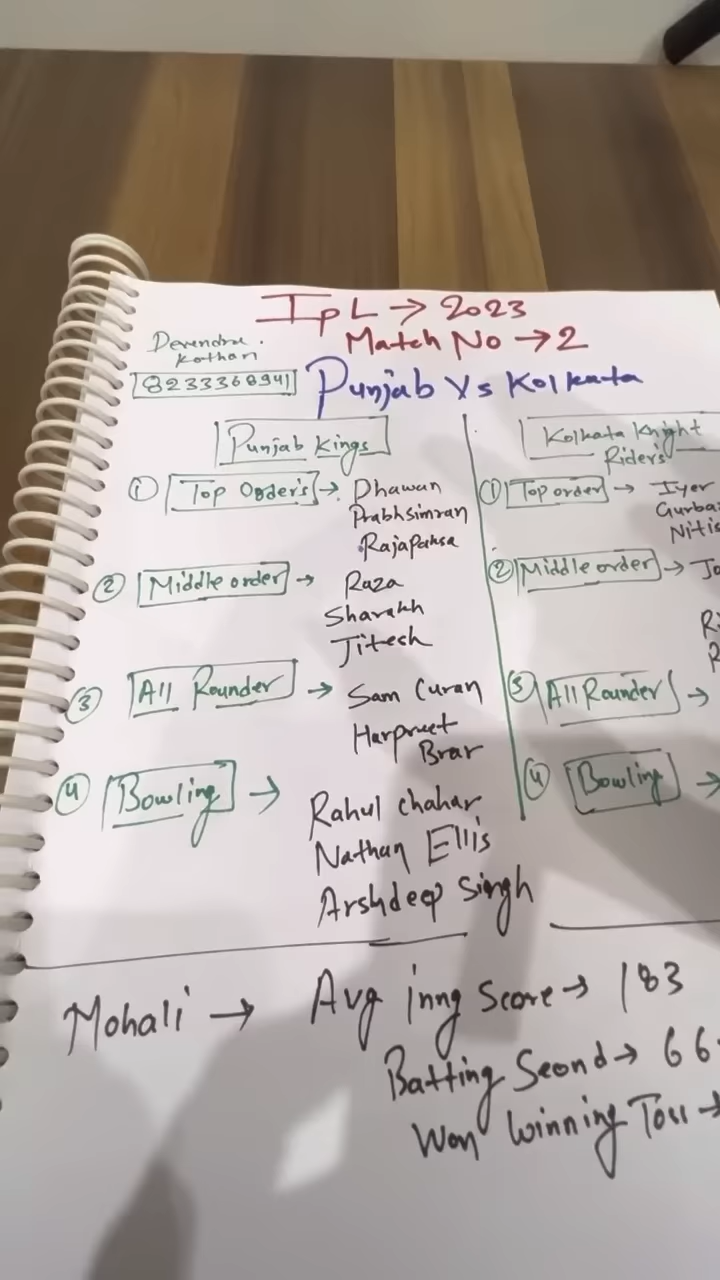 IPL → 2023
Match No → 2
Devendra
Kothari
8233368941
Punjab Vs Kolkata
Punjab Kings
① Top Order's → Dhawan
Prabhsimran
Rajapaksa
② Middle order → Raza
Sharukh
Jitesh
③ All Rounder → Sam Curan
Harpreet
Brar
④ Bowling → Rahul Chahar
Nathan Ellis
Arshdeep Singh
Kolkata Knight
Riders
① Top order → Iyer
Gurba
Nitis
② Middle order →
③ All Rounder →
④ Bowling →
Mohali → Avg inng Score → 183
Batting Seond → 66
Won winning Toss →